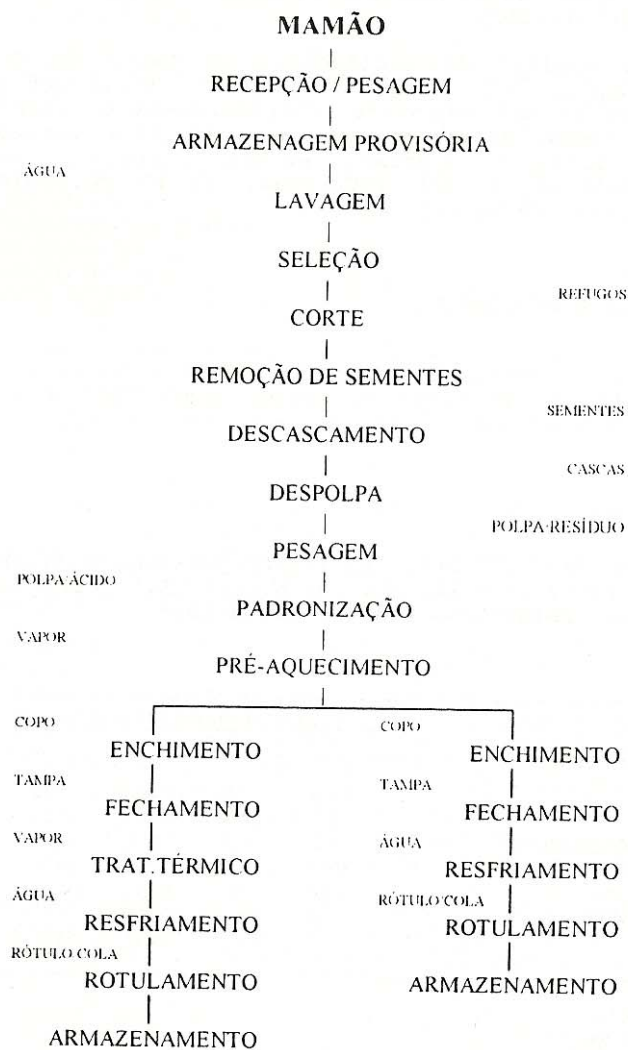 MAMÃO
RECEPÇÃO / PESAGEM
ARMAZENAGEM PROVISÓRIA
ÁGUA
LAVAGEM
SELEÇÃO
REFUGOS
CORTE
REMOÇÃO DE SEMENTES
SEMENTES
DESCASCAMENTO
CASCAS
DESPOLPA
POLPA/RESÍDUO
PESAGEM
POLPA/ÁCIDO
PADRONIZAÇÃO
VAPOR
PRÉ-AQUECIMENTO
COPO
ENCHIMENTO
TAMPA
FECHAMENTO
VAPOR
TRAT.TÉRMICO
ÁGUA
RESFRIAMENTO
RÓTULO/COLA
ROTULAMENTO
ARMAZENAMENTO
COPO
ENCHIMENTO
TAMPA
FECHAMENTO
ÁGUA
RESFRIAMENTO
RÓTULO/COLA
ROTULAMENTO
ARMAZENAMENTO